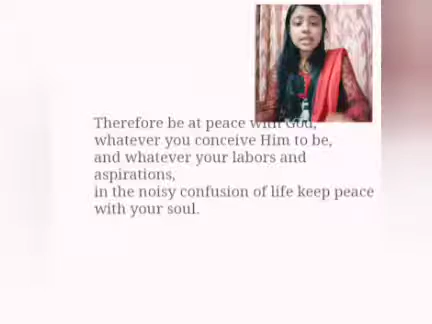 Therefore be at peace with God,
whatever you conceive Him to be,
and whatever your labors and
aspirations,
in the noisy confusion of life keep peace
with your soul.